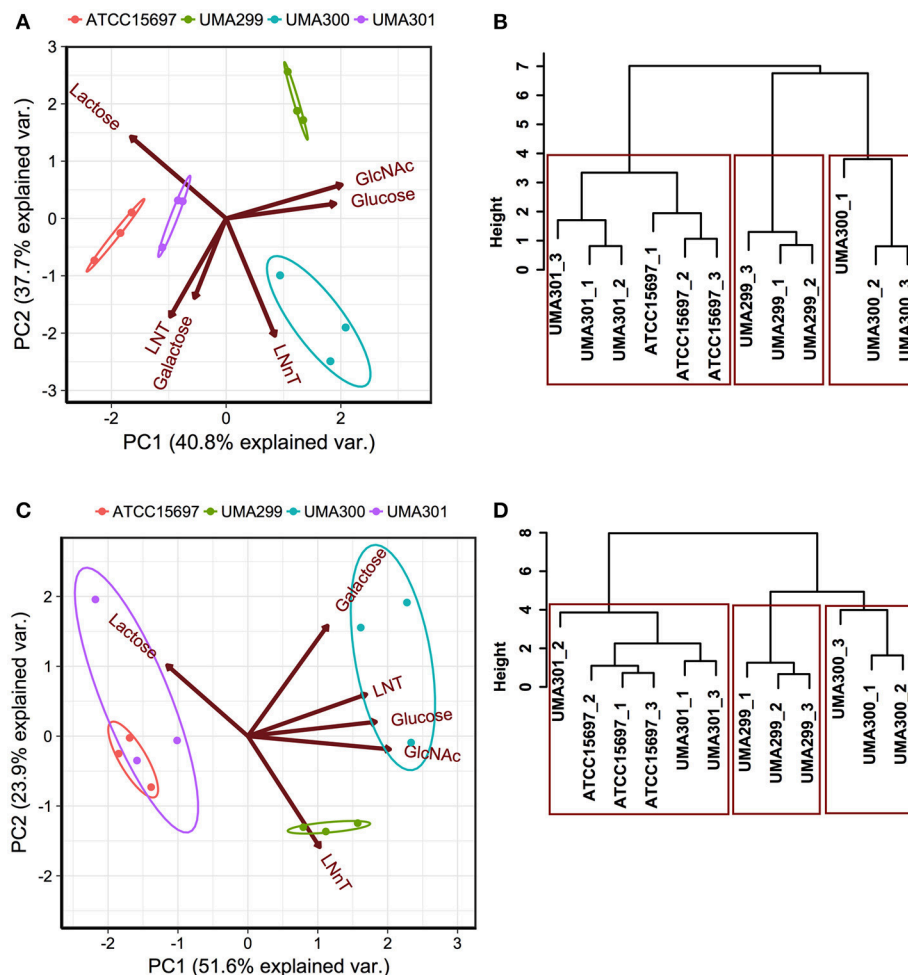 A
ATCC15697 UMA299 UMA300 UMA301
3
2
1
0
-1
-2
-3
PC2 (37.7% explained var.)
Lactose
GlcNAc
Glucose
LNT
Galactose
LNnT
-2 0 2
PC1 (40.8% explained var.)
B
7
6
5
4
3
2
1
0
Height
UMA301_3
UMA301_1
UMA301_2
ATCC15697_1
ATCC15697_2
ATCC15697_3
UMA299_3
UMA299_1
UMA299_2
UMA300_1
UMA300_2
UMA300_3
C
ATCC15697 UMA299 UMA300 UMA301
2
1
0
-1
-2
PC2 (23.9% explained var.)
Lactose
Galactose
LNT
Glucose
GlcNAc
LNnT
-2 -1 0 1 2 3
PC1 (51.6% explained var.)
D
8
6
4
2
0
Height
UMA301_2
ATCC15697_2
ATCC15697_1
ATCC15697_3
UMA301_1
UMA301_3
UMA299_1
UMA299_2
UMA299_3
UMA300_3
UMA300_1
UMA300_2